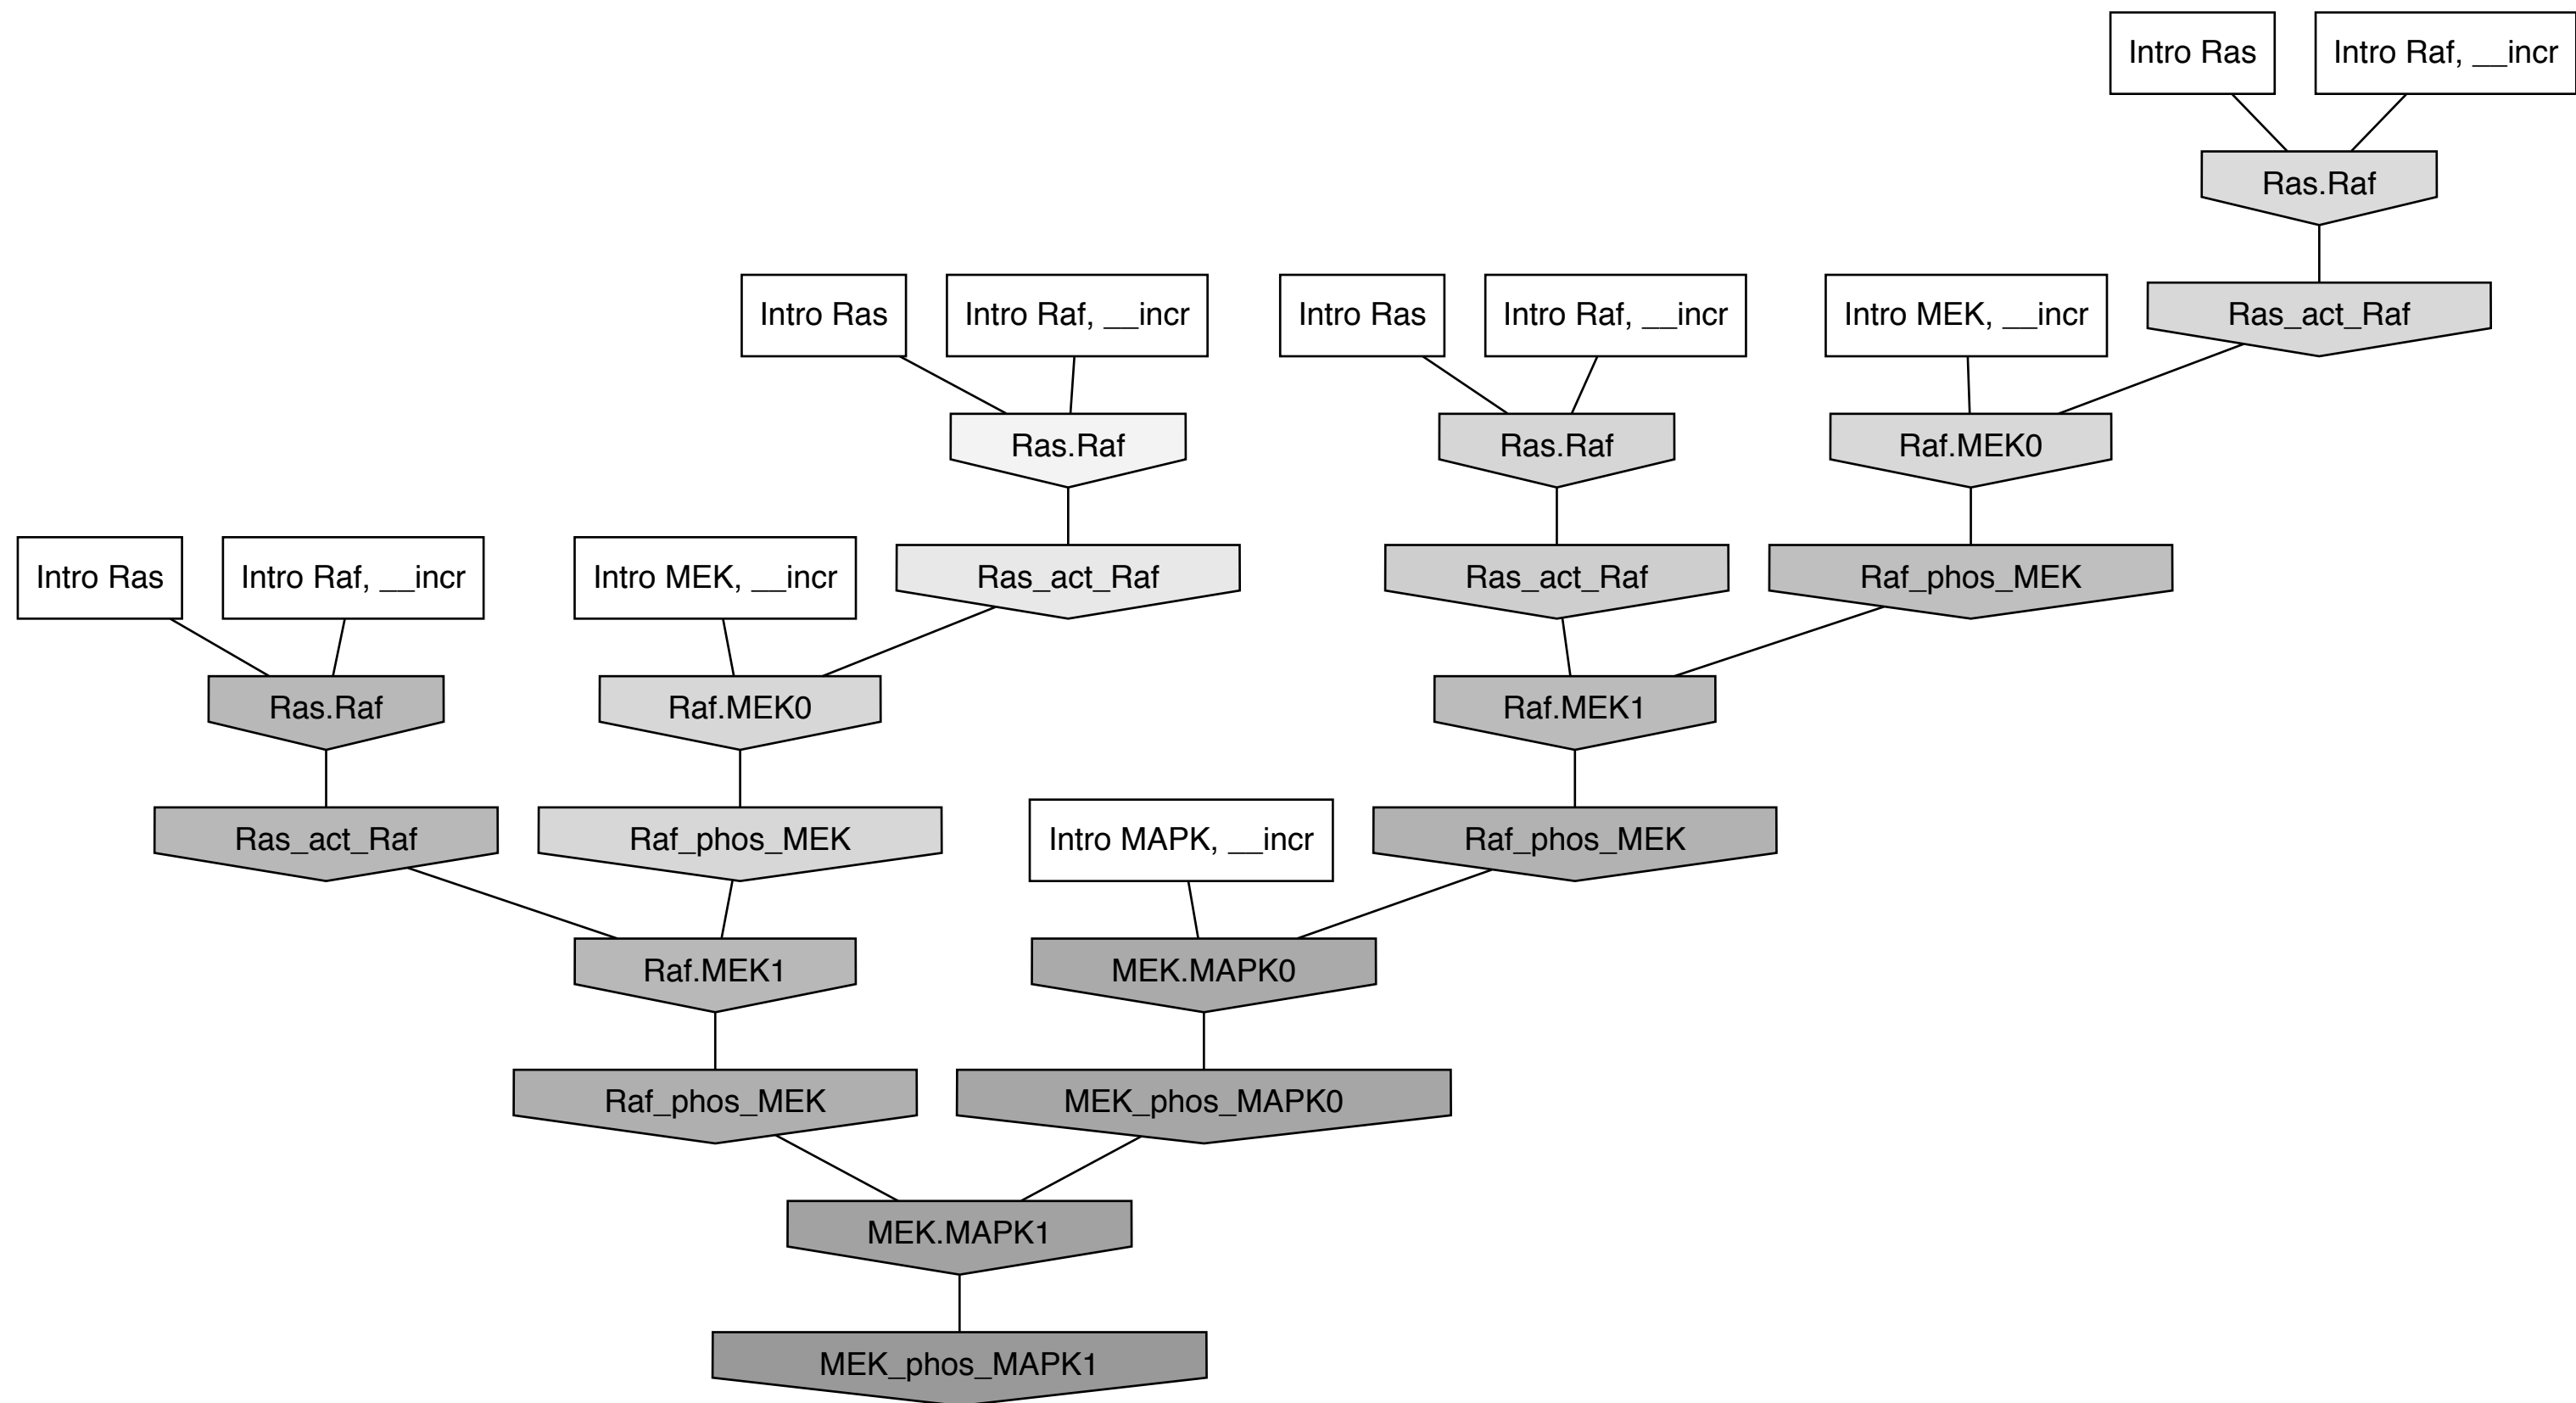 Intro Ras
Intro Raf, __incr
Ras.Raf
Intro Ras
Intro Raf, __incr
Intro Ras
Intro Raf, __incr
Intro MEK, __incr
Ras_act_Raf
Ras.Raf
Ras.Raf
Raf.MEK0
Intro Ras
Intro Raf, __incr
Intro MEK, __incr
Ras_act_Raf
Ras_act_Raf
Raf_phos_MEK
Ras.Raf
Raf.MEK0
Raf.MEK1
Ras_act_Raf
Raf_phos_MEK
Intro MAPK, __incr
Raf_phos_MEK
Raf.MEK1
MEK.MAPK0
Raf_phos_MEK
MEK_phos_MAPK0
MEK.MAPK1
MEK_phos_MAPK1